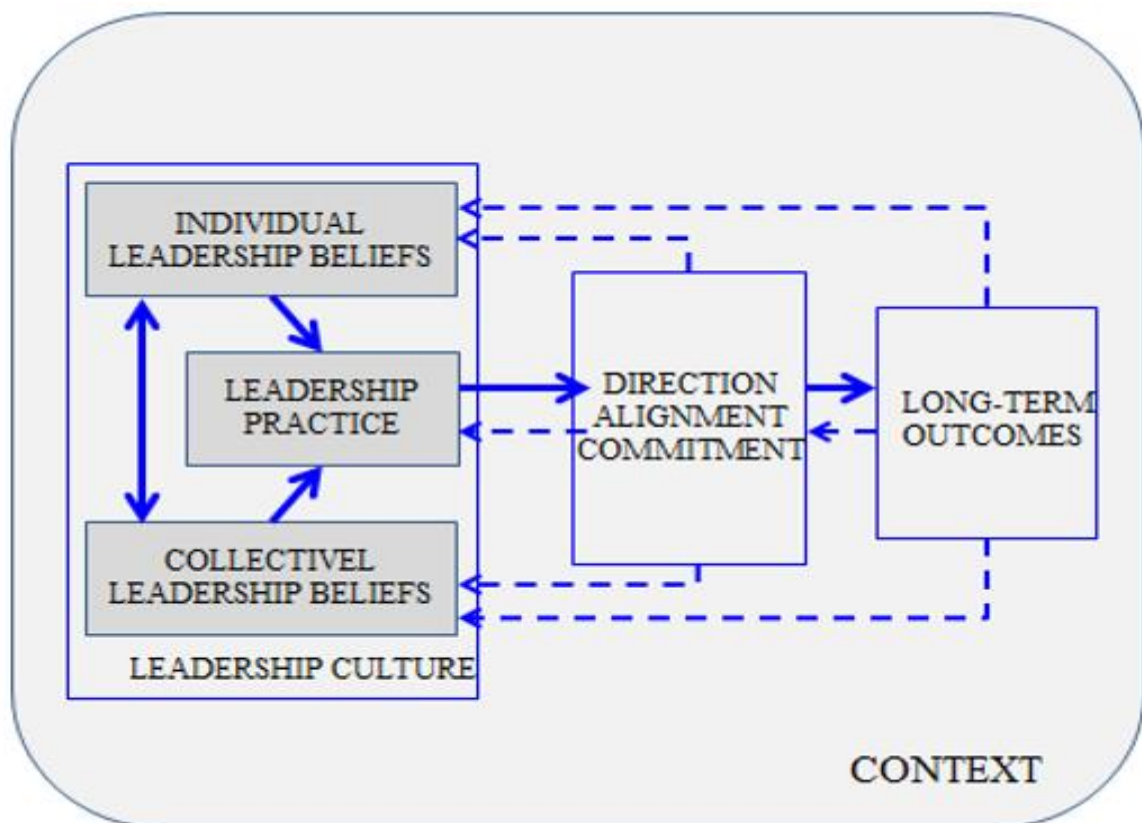 INDIVIDUAL
LEADERSHIP BELIEFS
LEADERSHIP
PRACTICE
COLLECTIVEL
LEADERSHIP BELIEFS
LEADERSHIP CULTURE
DIRECTION
ALIGNMENT
COMMITMENT
LONG-TERM
OUTCOMES
CONTEXT